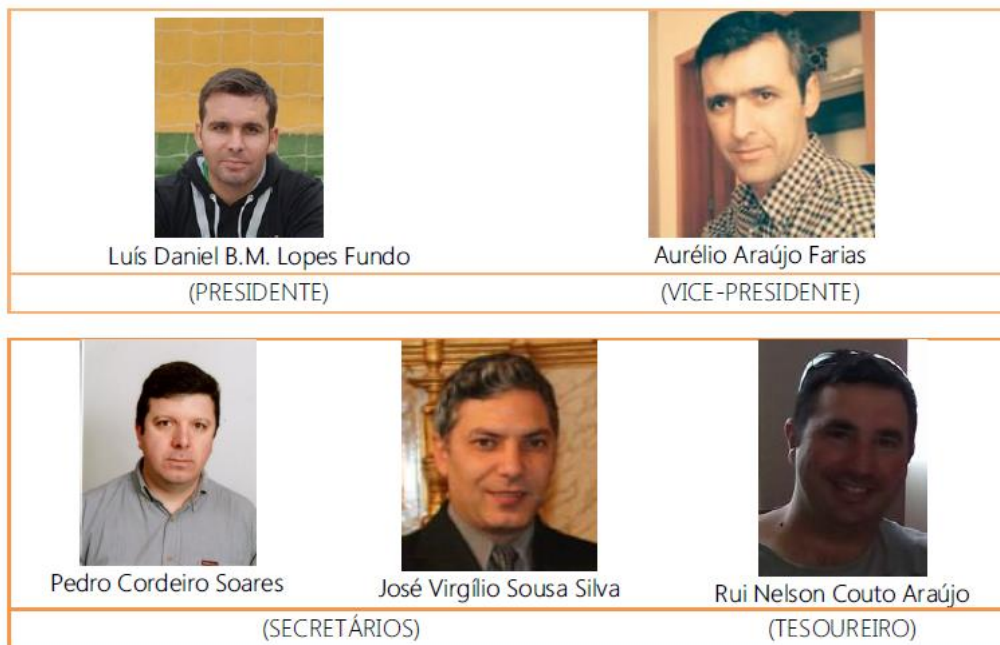 Luís Daniel B.M. Lopes Fundo
Aurélio Araújo Farias
(PRESIDENTE)
(VICE-PRESIDENTE)
Pedro Cordeiro Soares
José Virgílio Sousa Silva
Rui Nelson Couto Araújo
(SECRETÁRIOS)
(TESOUREIRO)